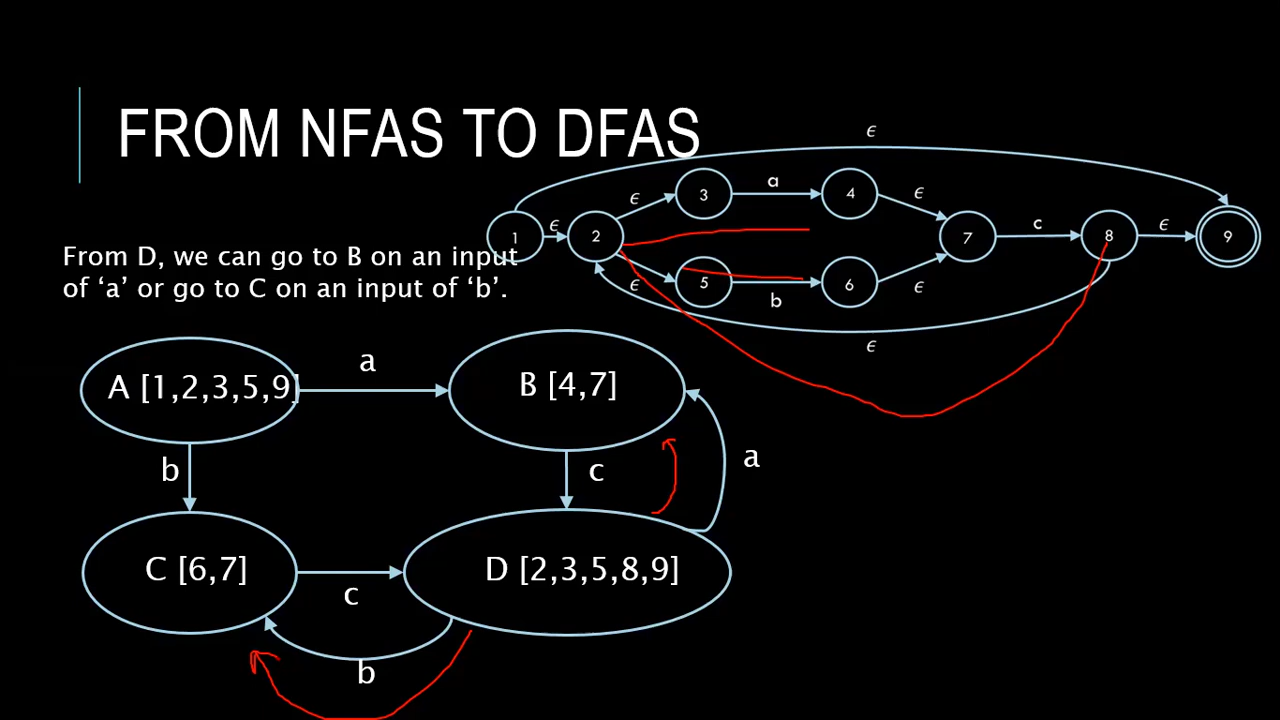 FROM NFAS TO DFAS
From D, we can go to B on an input
of ‘a’ or go to C on an input of ‘b’.
ϵ
ϵ
3
a
4
ϵ
1
ϵ
2
7
c
8
ϵ
9
ϵ
5
b
6
ϵ
ϵ
A [1,2,3,5,9]
a
B [4,7]
b
c
a
C [6,7]
c
D [2,3,5,8,9]
b